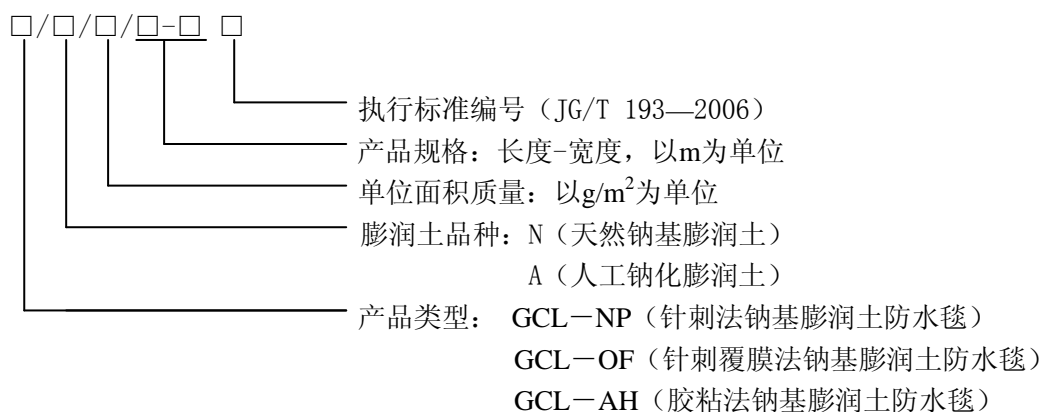 □/□/□/□-□ □
执行标准编号（JG/T 193—2006）
产品规格：长度-宽度，以m为单位
单位面积质量：以g/m²为单位
膨润土品种：N（天然钠基膨润土）
A（人工钠化膨润土）
产品类型： GCL－NP（针刺法钠基膨润土防水毯）
GCL－OF（针刺覆膜法钠基膨润土防水毯）
GCL－AH（胶粘法钠基膨润土防水毯）